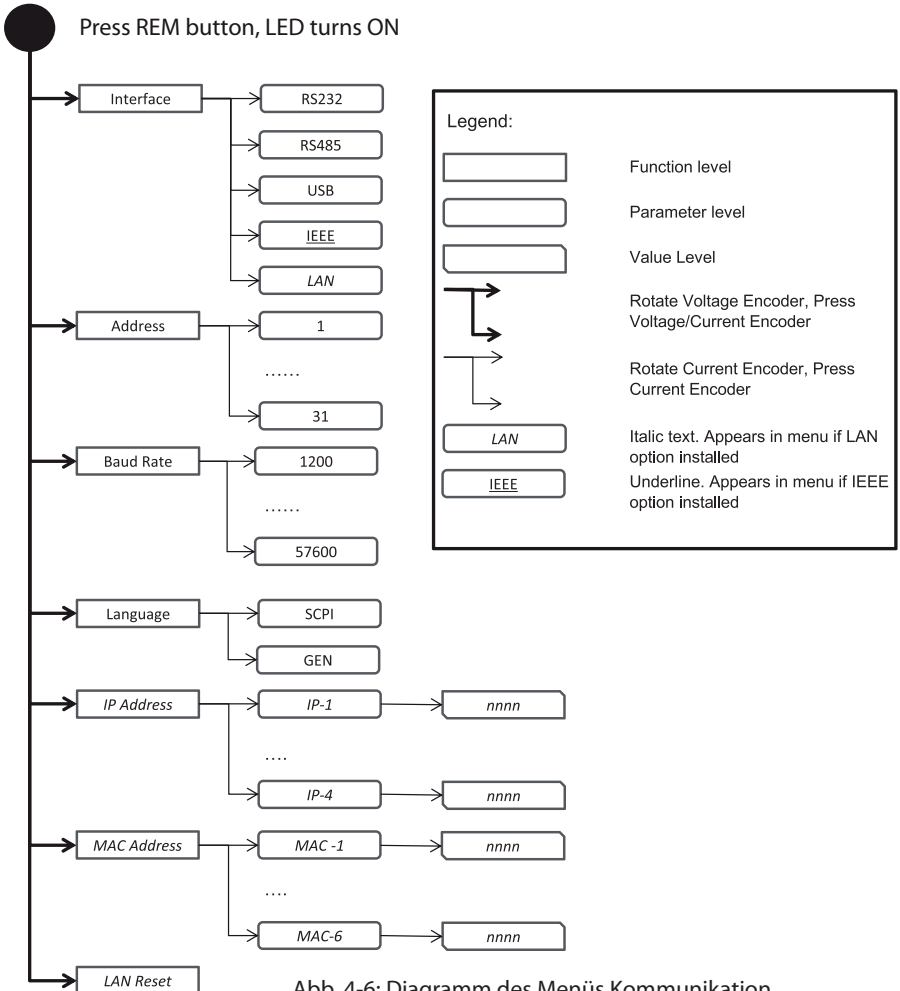 Press REM button, LED turns ON
Interface
RS232
RS485
USB
IEEE
LAN
Address
1
......
31
Baud Rate
1200
......
57600
Language
SCPI
GEN
IP Address
IP-1
nnnn
....
IP-4
nnnn
MAC Address
MAC -1
nnnn
....
MAC-6
nnnn
LAN Reset
Legend:
Function level
Parameter level
Value Level
Rotate Voltage Encoder, Press
Voltage/Current Encoder
Rotate Current Encoder, Press
Current Encoder
LAN
Italic text. Appears in menu if LAN
option installed
IEEE
Underline. Appears in menu if IEEE
option installed
Abb. 4-6: Diagramm des Menüs Kommunikation